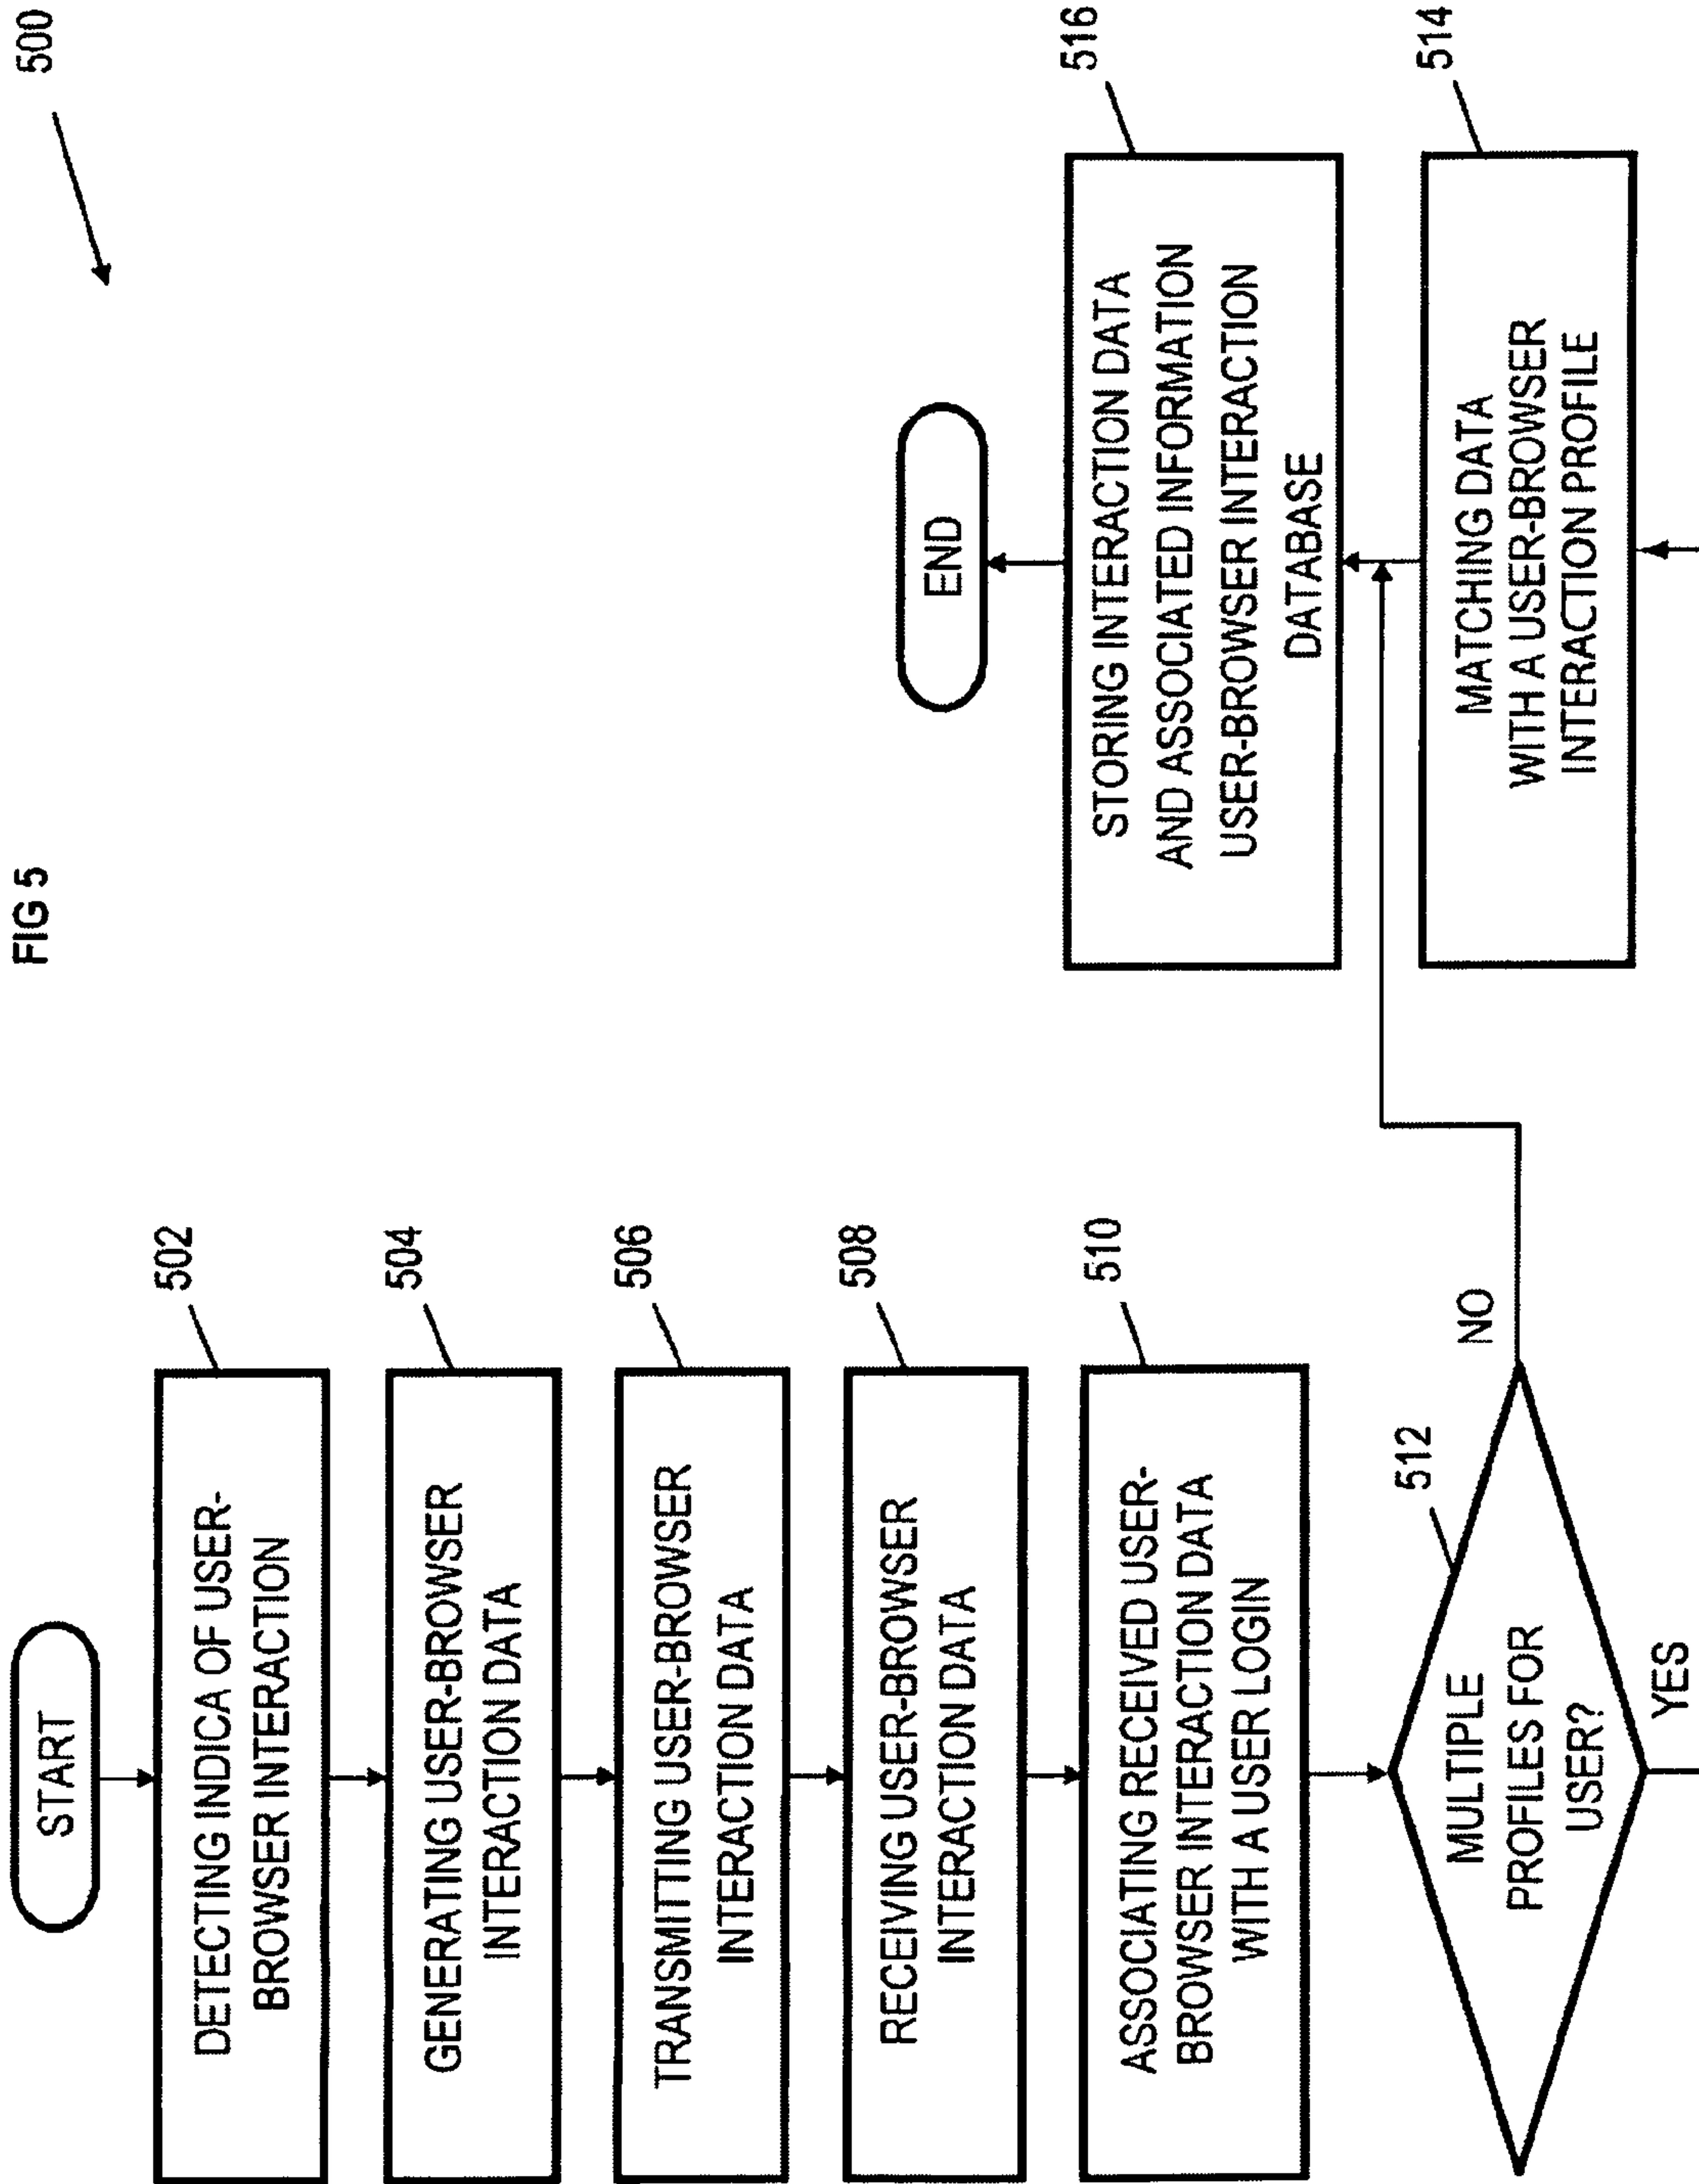 FIG 5
500
START
502
DETECTING INDICA OF USER-
BROWSER INTERACTION
504
GENERATING USER-BROWSER
INTERACTION DATA
506
TRANSMITTING USER-BROWSER
INTERACTION DATA
508
RECEIVING USER-BROWSER
INTERACTION DATA
510
ASSOCIATING RECEIVED USER-
BROWSER INTERACTION DATA
WITH A USER LOGIN
512
MULTIPLE
PROFILES FOR
USER?
NO
YES
END
516
STORING INTERACTION DATA
AND ASSOCIATED INFORMATION
USER-BROWSER INTERACTION
DATABASE
514
MATCHING DATA
WITH A USER-BROWSER
INTERACTION PROFILE